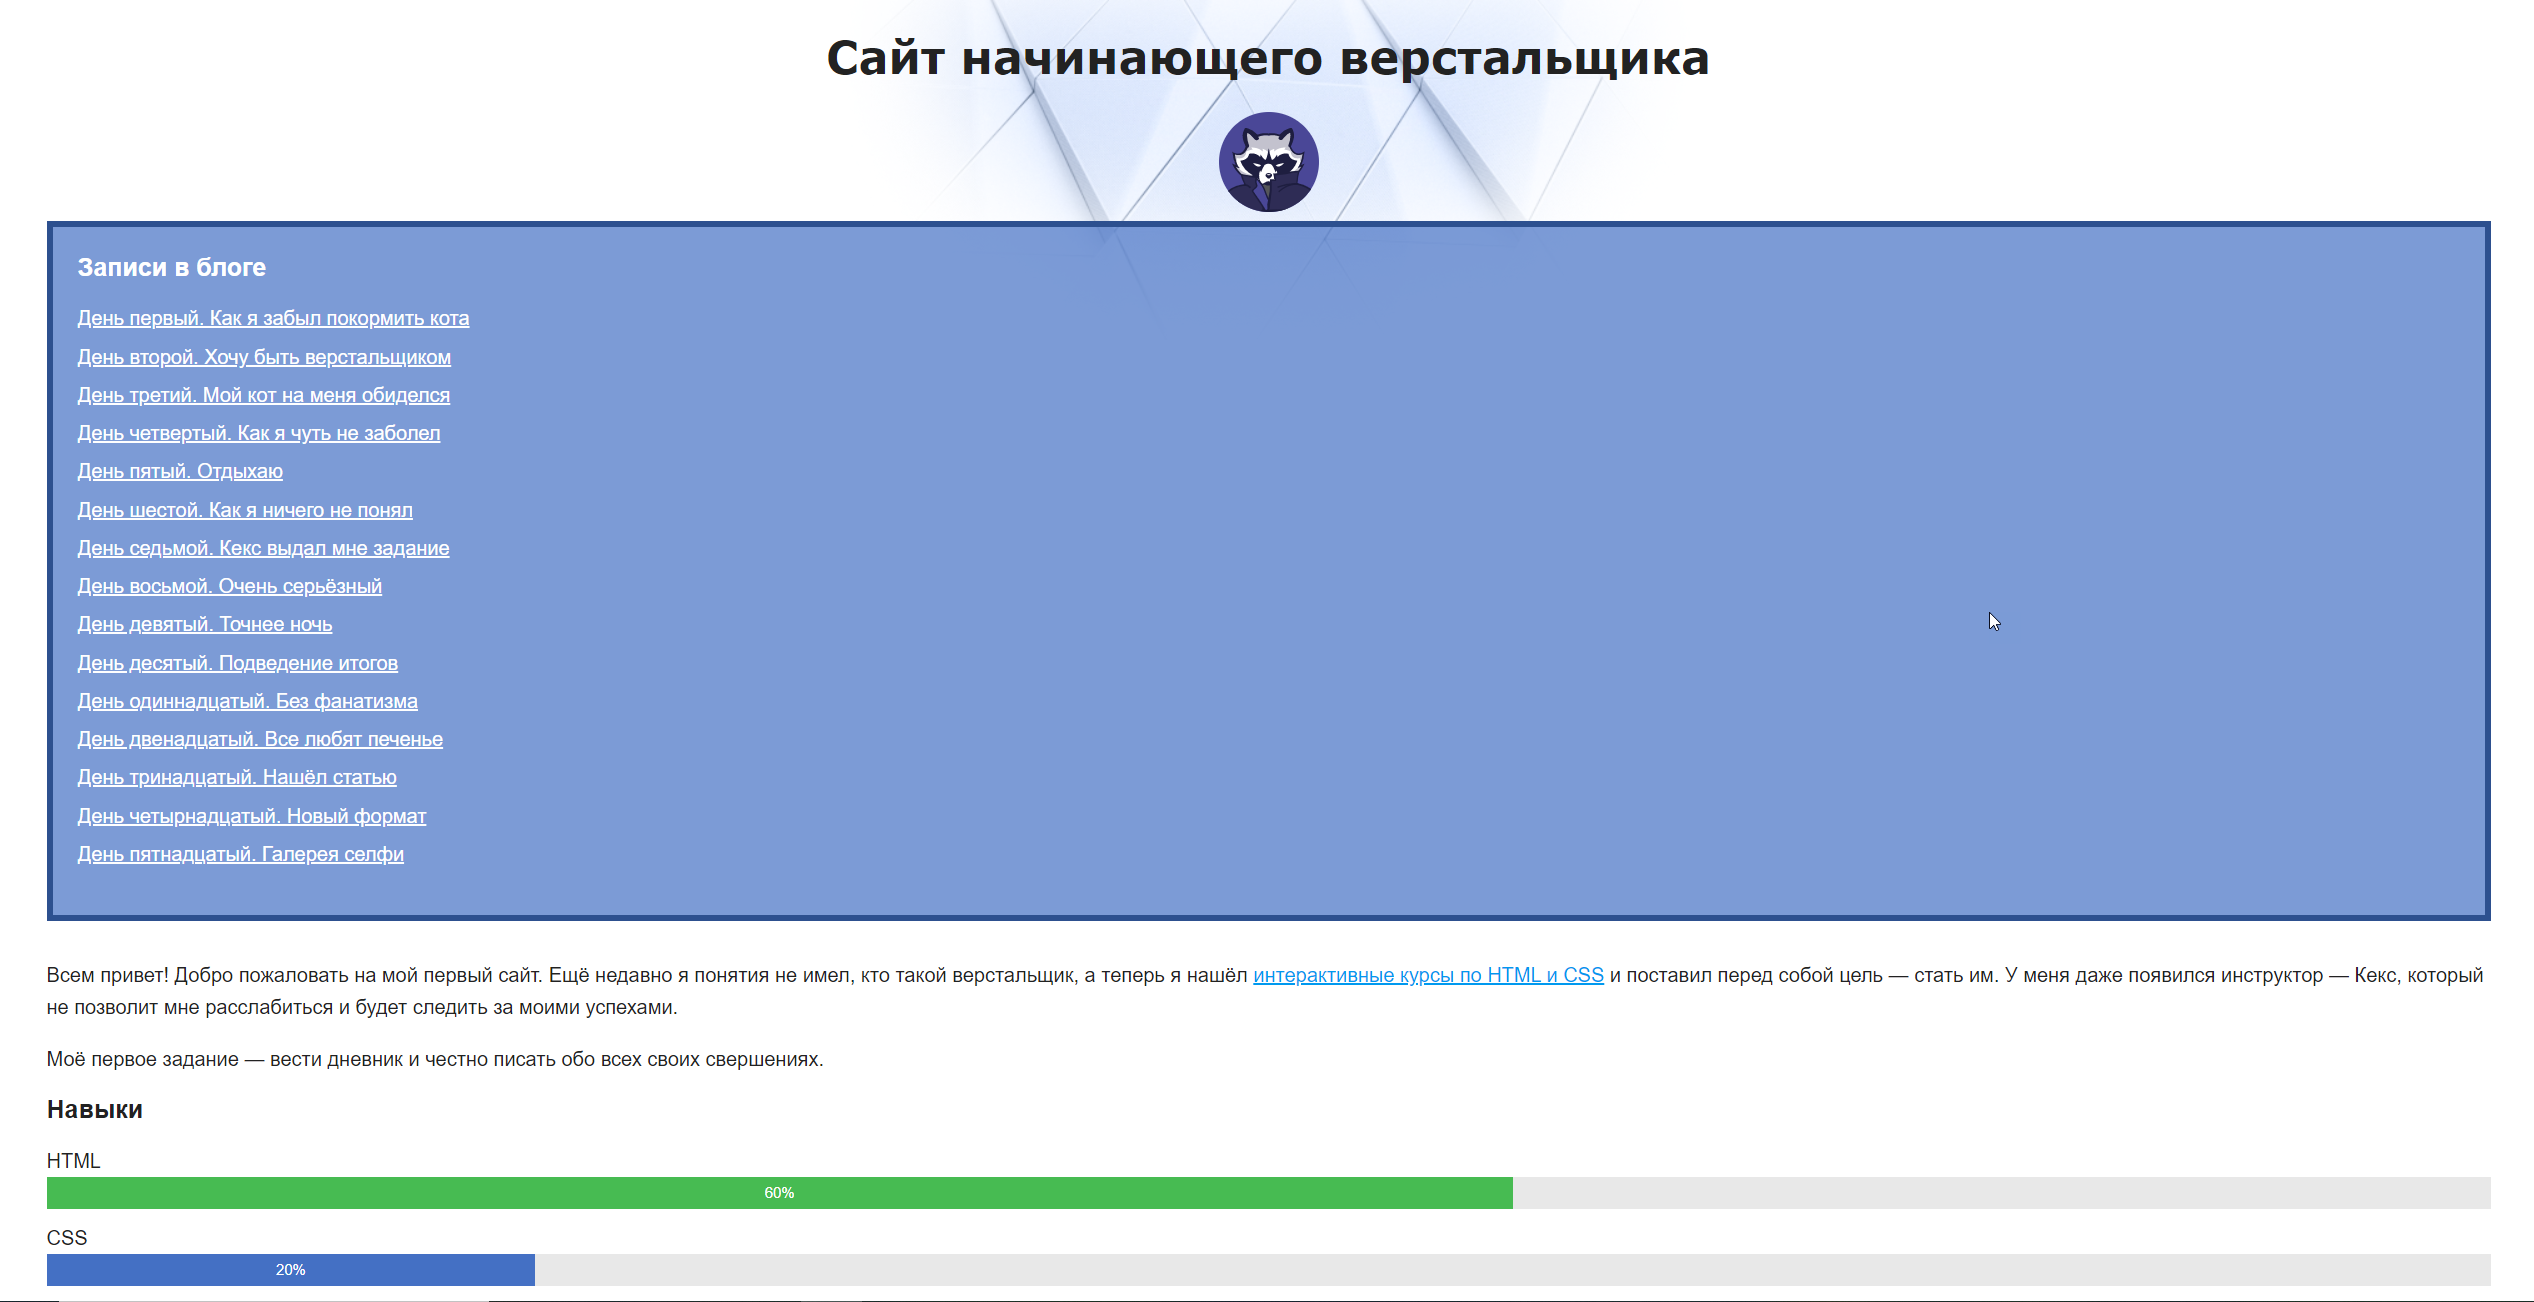 Сайт начинающего верстальщика
Записи в блоге
День первый. Как я забыл покормить кота
День второй. Хочу быть верстальщиком
День третий. Мой кот на меня обиделся
День четвертый. Как я чуть не заболел
День пятый. Отдыхаю
День шестой. Как я ничего не понял
День седьмой. Кекс выдал мне задание
День восьмой. Очень серьёзный
День девятый. Точнее ночь
День десятый. Подведение итогов
День одиннадцатый. Без фанатизма
День двенадцатый. Все любят печенье
День тринадцатый. Нашёл статью
День четырнадцатый. Новый формат
День пятнадцатый. Галерея селфи
Всем привет! Добро пожаловать на мой первый сайт. Ещё недавно я понятия не имел, кто такой верстальщик, а теперь я нашёл интерактивные курсы по HTML и CSS и поставил перед собой цель — стать им. У меня даже появился инструктор — Кекс, который
не позволит мне расслабиться и будет следить за моими успехами.
Моё первое задание — вести дневник и честно писать обо всех своих свершениях.
Навыки
HTML
60%
CSS
20%